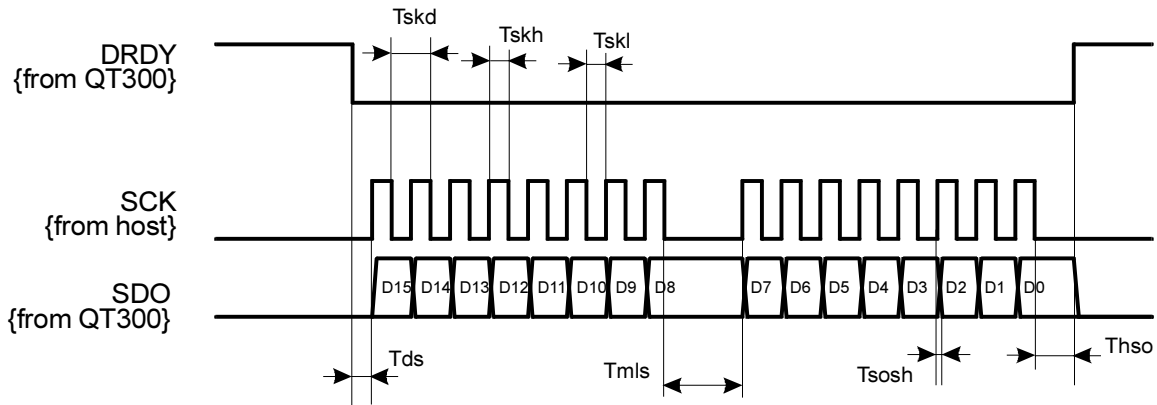 Tskd
Tskh
Tskl
DRDY
{from QT300}
SCK
{from host}
D15 D14 D13 D12 D11 D10 D9 D8 D7 D6 D5 D4 D3 D2 D1 D0
SDO
{from QT300}
Tds
Tmls
Tsosh
Thso